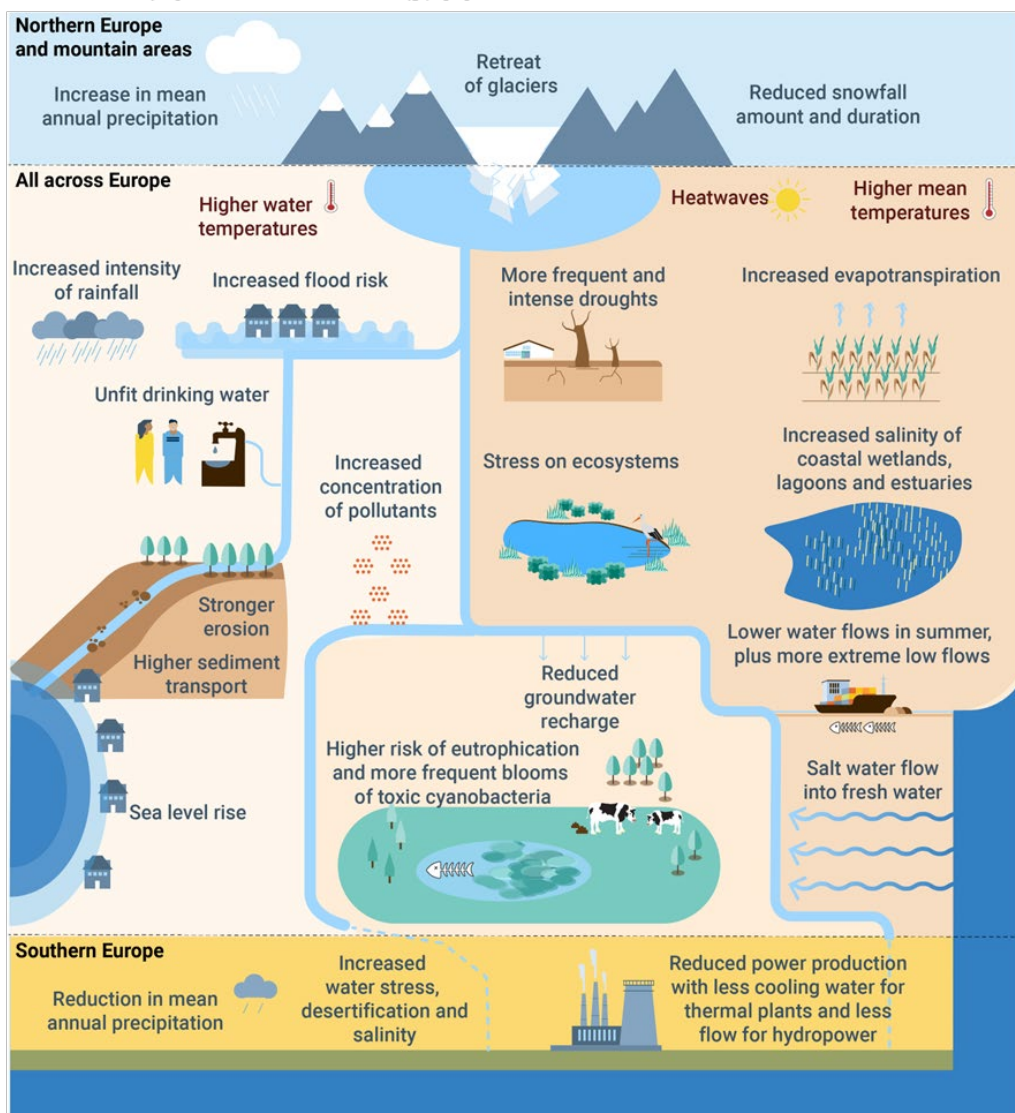 Northern Europe
and mountain areas
Increase in mean
annual precipitation
Retreat
of glaciers
Reduced snowfall
amount and duration
All across Europe
Higher water
temperatures
Heatwaves
Higher mean
temperatures
Increased intensity
of rainfall
Increased flood risk
More frequent and
intense droughts
Increased evapotranspiration
Unfit drinking water
Increased
concentration
of pollutants
Stress on ecosystems
Increased salinity of
coastal wetlands,
lagoons and estuaries
Stronger
erosion
Higher sediment
transport
Lower water flows in summer,
plus more extreme low flows
Reduced
groundwater
recharge
Higher risk of eutrophication
and more frequent blooms
of toxic cyanobacteria
Sea level rise
Salt water flow
into fresh water
Southern Europe
Reduction in mean
annual precipitation
Increased
water stress,
desertification and
salinity
Reduced power production
with less cooling water for
thermal plants and less
flow for hydropower